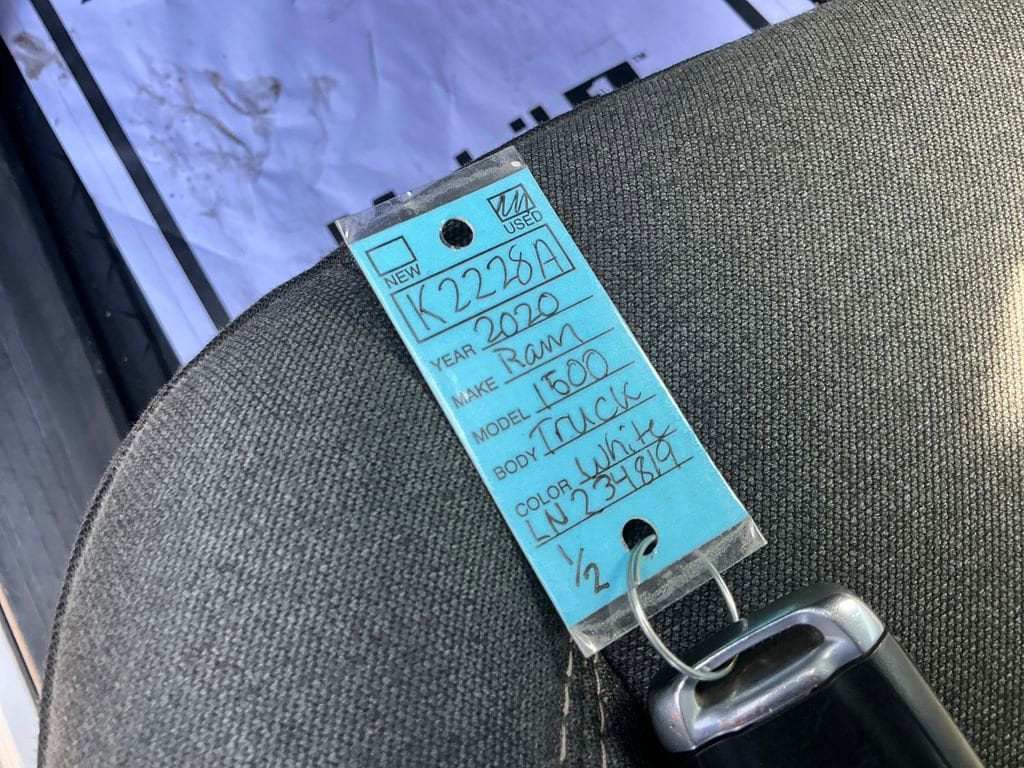 USED
NEW
K2228A
YEAR 2020
MAKE Ram
MODEL 1500
BODY Truck
COLOR White
LN 234819
1/2